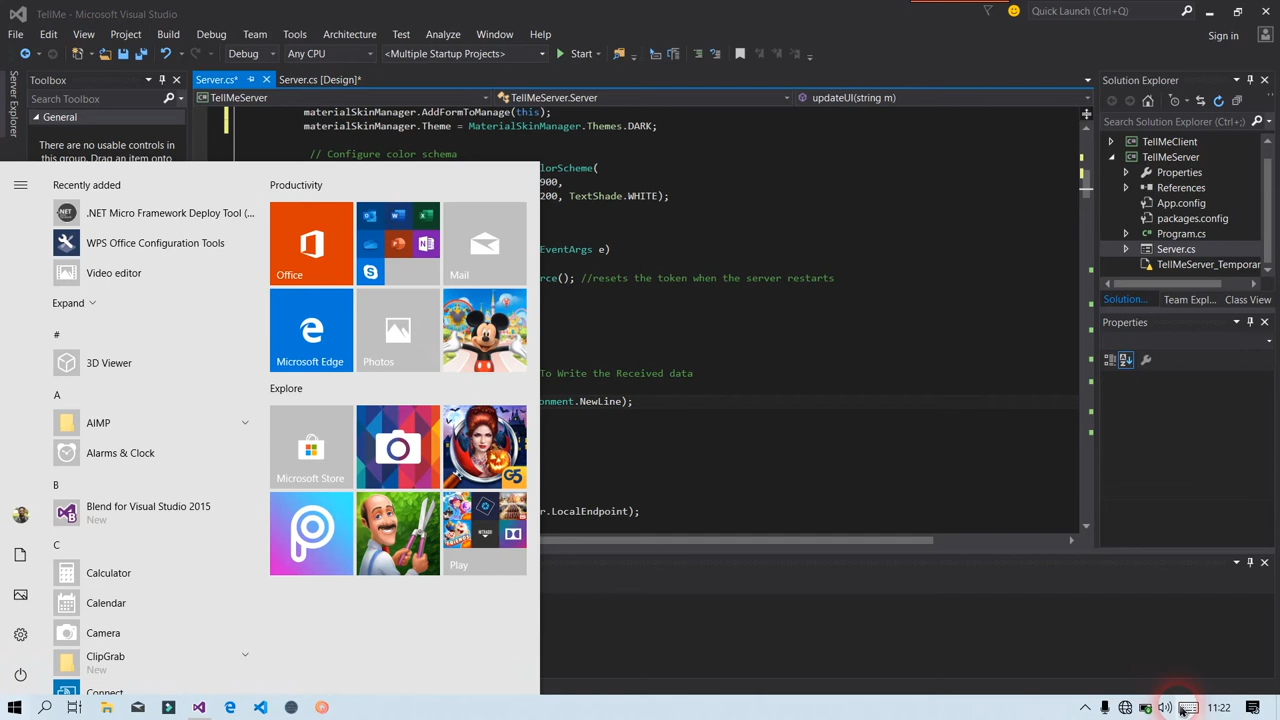 TellMe - Microsoft Visual Studio
Quick Launch (Ctrl+Q)
File Edit View Project Build Debug Team Tools Architecture Test Analyze Window Help
Sign in
Debug Any CPU <Multiple Startup Projects> Start
Server Explorer
Toolbox
Search Toolbox
General
There are no usable controls in
this group. Drag an item onto
Server.cs* Server.cs [Design]*
TellMeServer TellMeServer.Server updateUI(string m)
materialSkinManager.AddFormToManage(this);
materialSkinManager.Theme = MaterialSkinManager.Themes.DARK;
// Configure color schema
lorScheme(
900,
200, TextShade.WHITE);
EventArgs e)
rce(); //resets the token when the server restarts
To Write the Received data
onment.NewLine);
r.LocalEndpoint);
Solution Explorer
Search Solution Explorer (Ctrl+;)
TellMeClient
TellMeServer
Properties
References
App.config
packages.config
Program.cs
Server.cs
TellMeServer_Temporar
Solution... Team Expl... Class View
Properties
Recently added
.NET Micro Framework Deploy Tool (...
WPS Office Configuration Tools
Video editor
Expand
#
3D Viewer
A
AIMP
Alarms & Clock
B
Blend for Visual Studio 2015
New
C
Calculator
Calendar
Camera
ClipGrab
New
Connect
Productivity
Office
Mail
Microsoft Edge
Photos
Explore
Microsoft Store
G5
Play
11:22